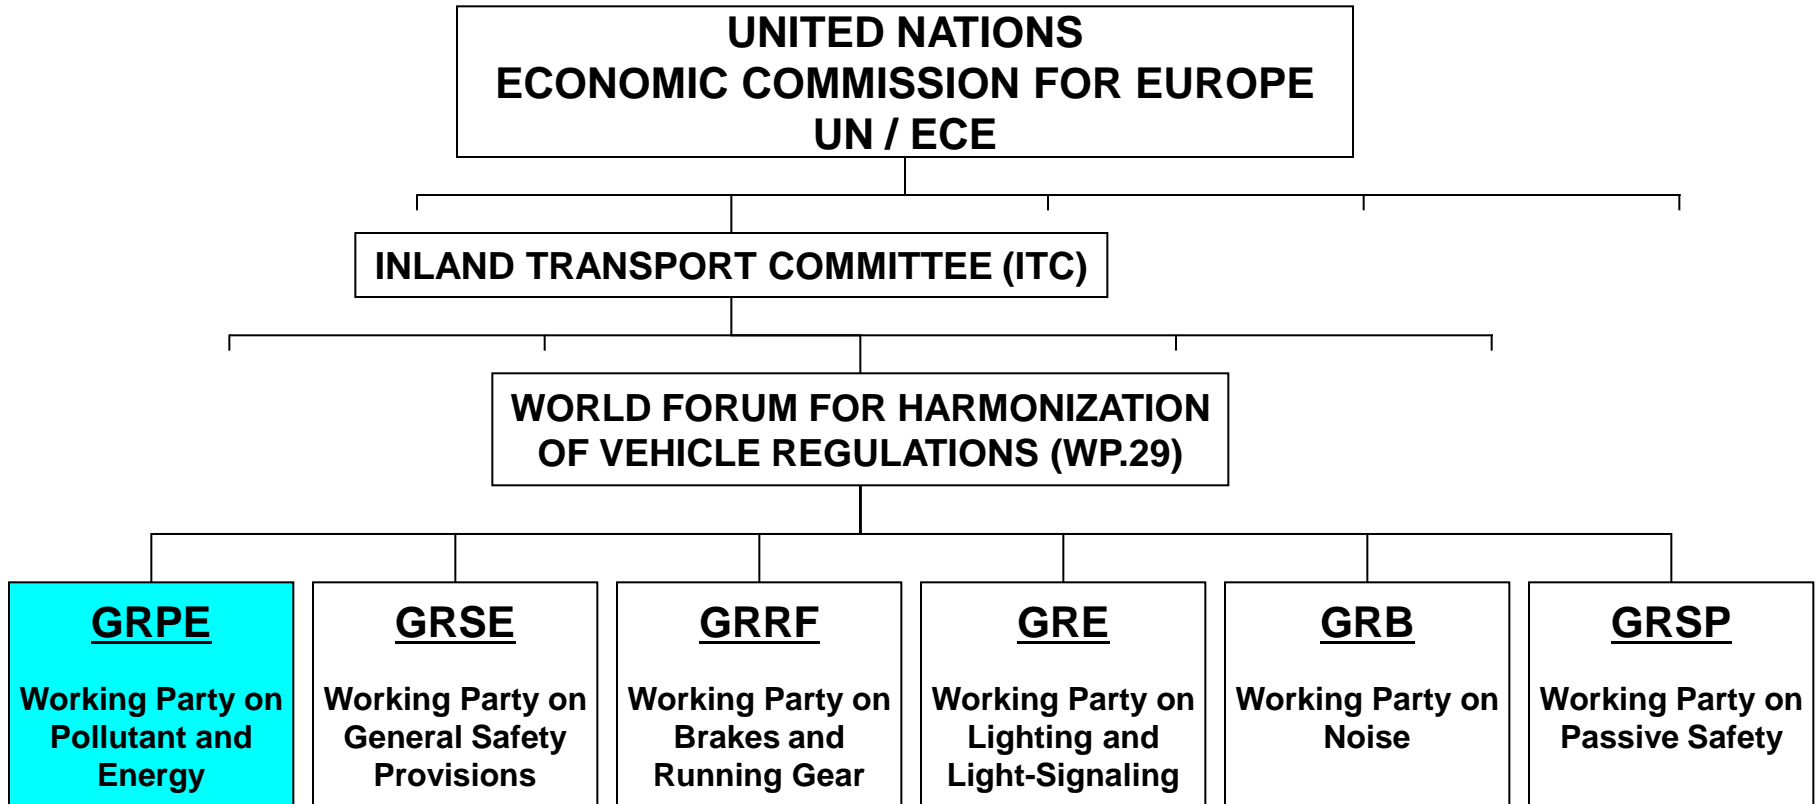 UNITED NATIONS
ECONOMIC COMMISSION FOR EUROPE
UN / ECE
INLAND TRANSPORT COMMITTEE (ITC)
WORLD FORUM FOR HARMONIZATION
OF VEHICLE REGULATIONS (WP.29)
GRPE
Working Party on
Pollutant and
Energy
GRSE
Working Party on
General Safety
Provisions
GRRF
Working Party on
Brakes and
Running Gear
GRE
Working Party on
Lighting and
Light-Signaling
GRB
Working Party on
Noise
GRSP
Working Party on
Passive Safety